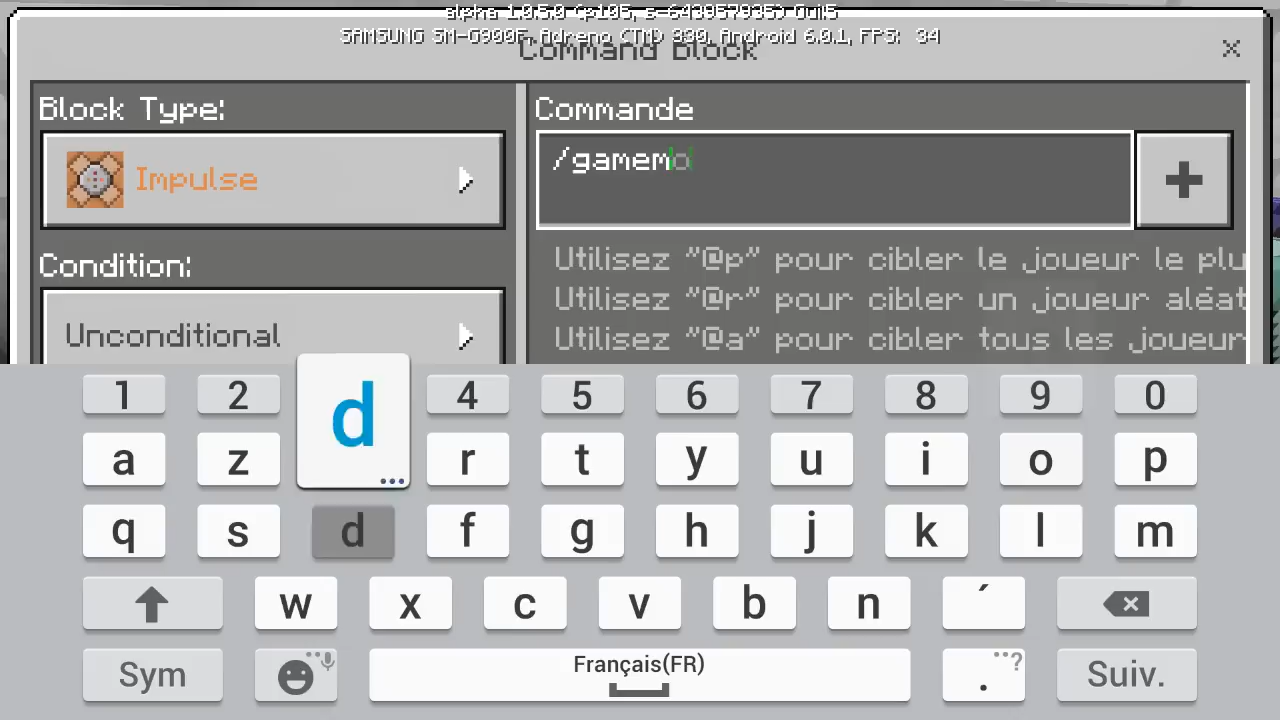 alpha 1.0.5.0
SAMSUNG SM-G900F, Adreno (TM) 330, Android 6.0.1, FPS: 34
Command Block
Block Type:
Commande
Impulse
/gamemo
Condition:
Utilisez "@p" pour cibler le joueur le plu
Utilisez "@r" pour cibler un joueur aléat
Unconditional
Utilisez "@a" pour cibler tous les joueur
1 2 d 4 5 6 7 8 9 0
a z r t y u i o p
q s d f g h j k l m
w x c v b n ´
Sym
Français(FR)
. ?
Suiv.